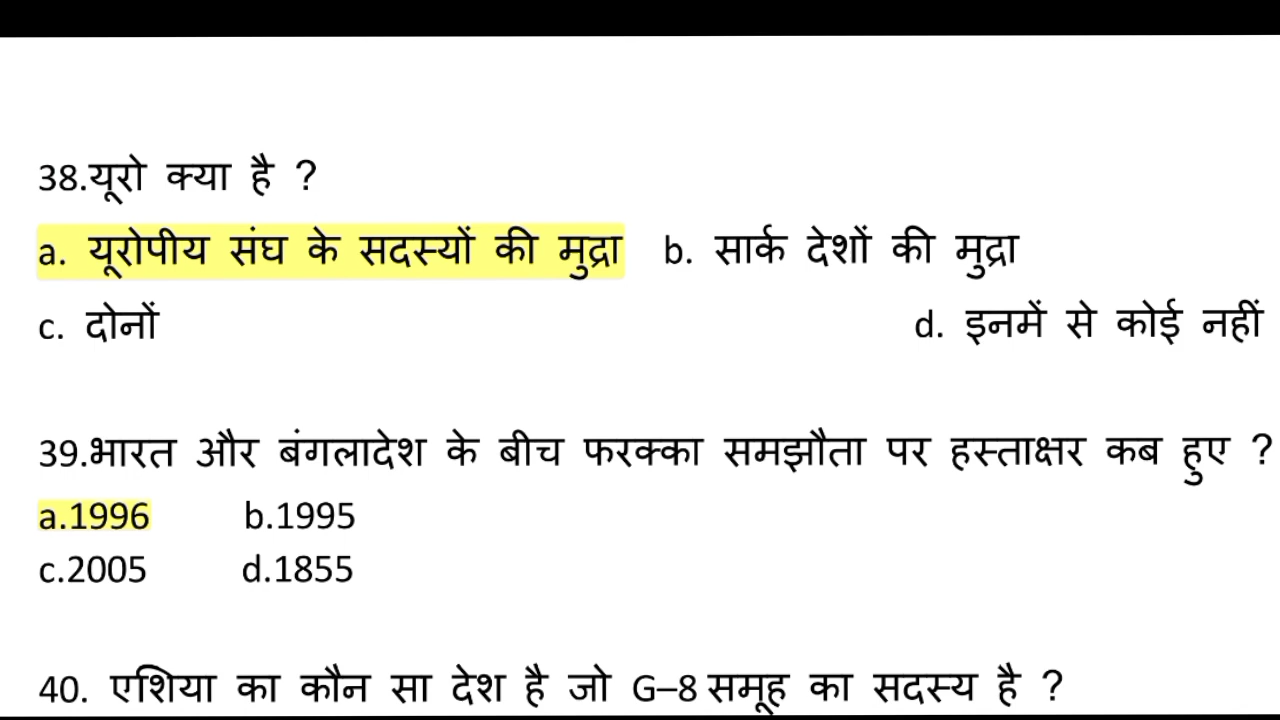 38.यूरो क्या है ?
a. यूरोपीय संघ के सदस्यों की मुद्रा b. सार्क देशों की मुद्रा
c. दोनों d. इनमें से कोई नहीं
39.भारत और बंगलादेश के बीच फरक्का समझौता पर हस्ताक्षर कब हुए ?
a.1996 b.1995
c.2005 d.1855
40. एशिया का कौन सा देश है जो G–8 समूह का सदस्य है ?